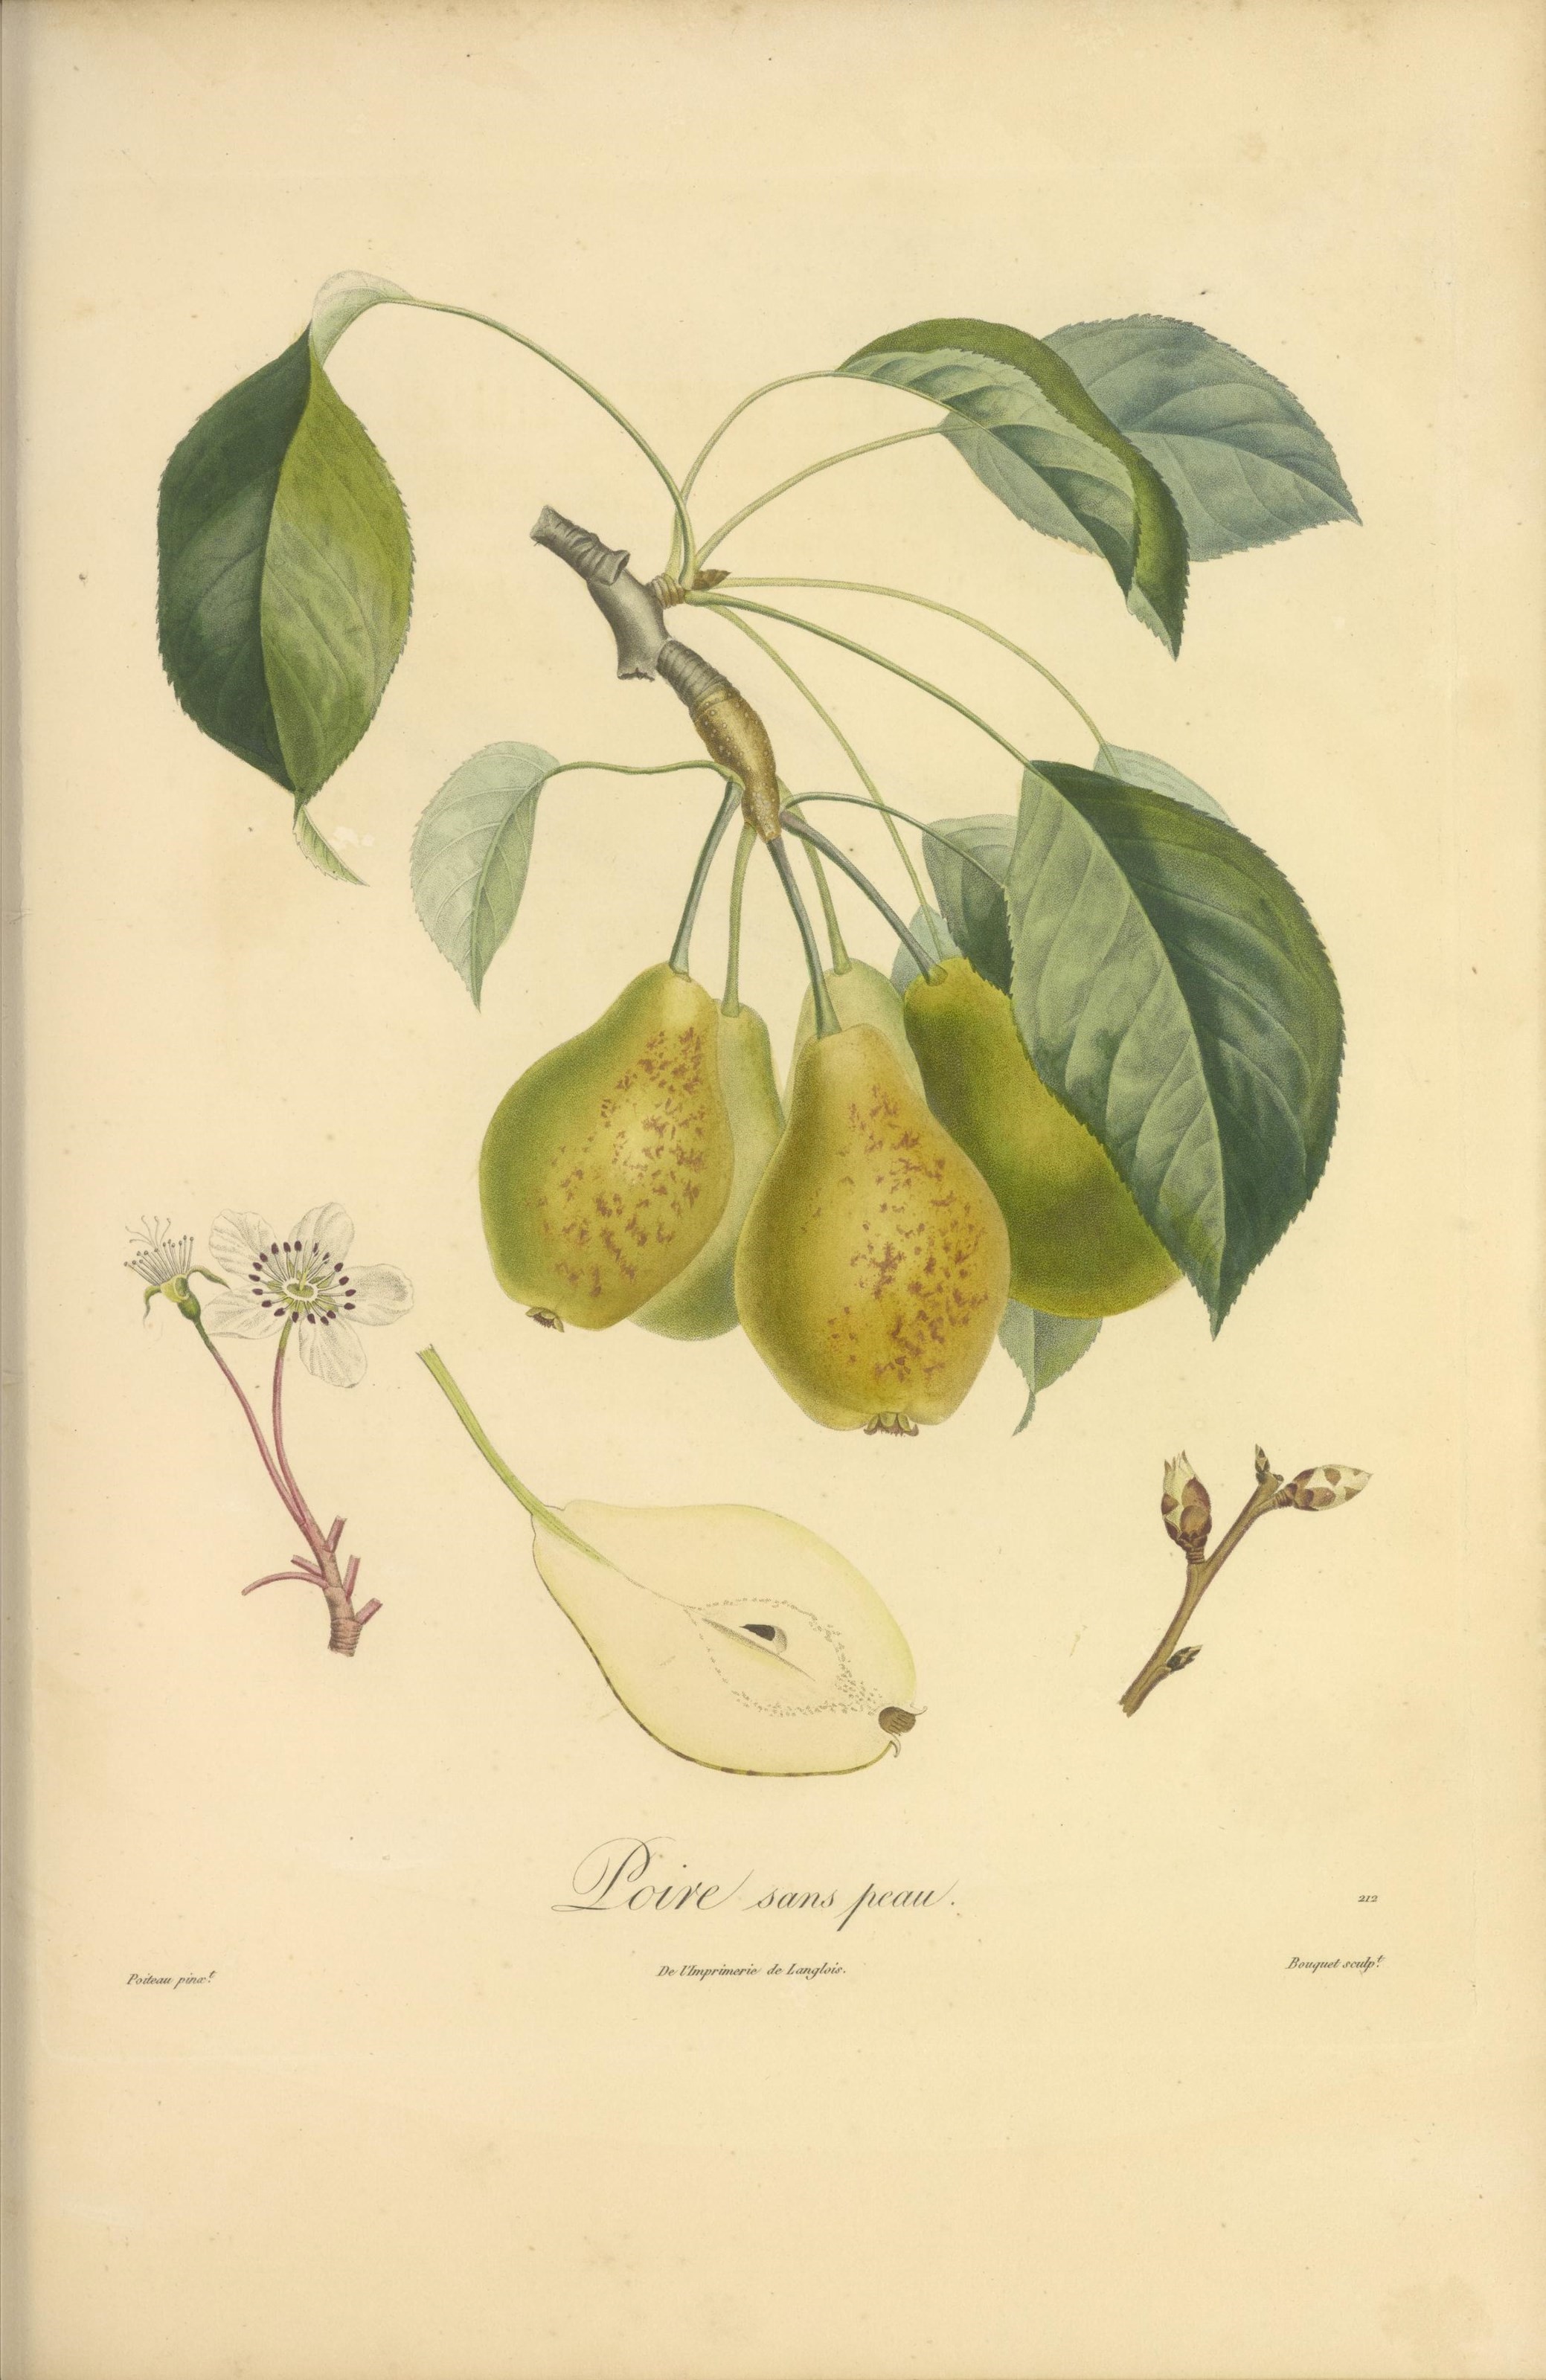 Poire sans peau.
212
Poiteau pinx.t
De l'Imprimerie de Langlois.
Bouquet sculp.t